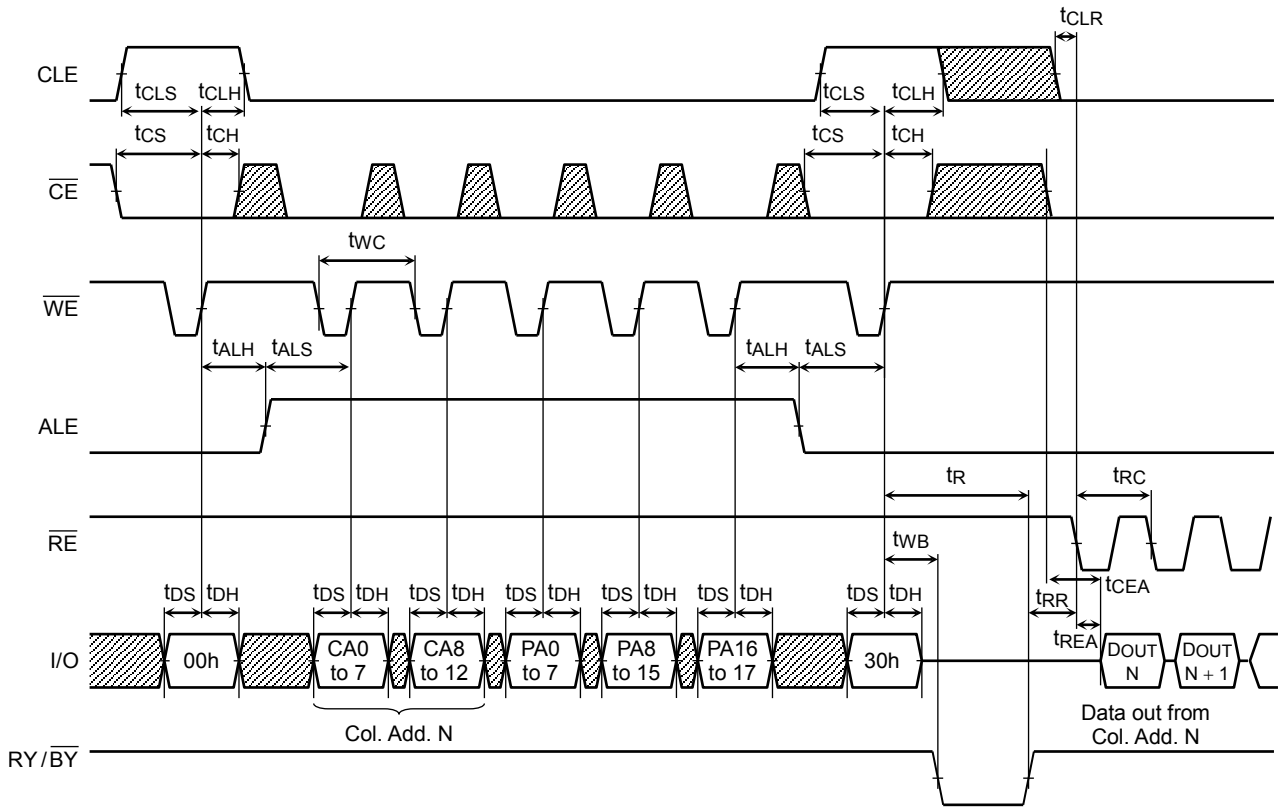 tCLR
CLE
tCLS tCLH tCLS tCLH
tCS tCH tCS tCH
CE
tWC
WE
tALH tALS tALH tALS
ALE
tR tRC
RE
tWB
tCEA
tDS tDH tDS tDH tDS tDH tDS tDH tDS tDH tDS tDH tDS tDH tRR
tREA
I/O 00h CA0 to 7 CA8 to 12 PA0 to 7 PA8 to 15 PA16 to 17 30h DOUT N DOUT N + 1
Col. Add. N
Data out from
Col. Add. N
RY/BY